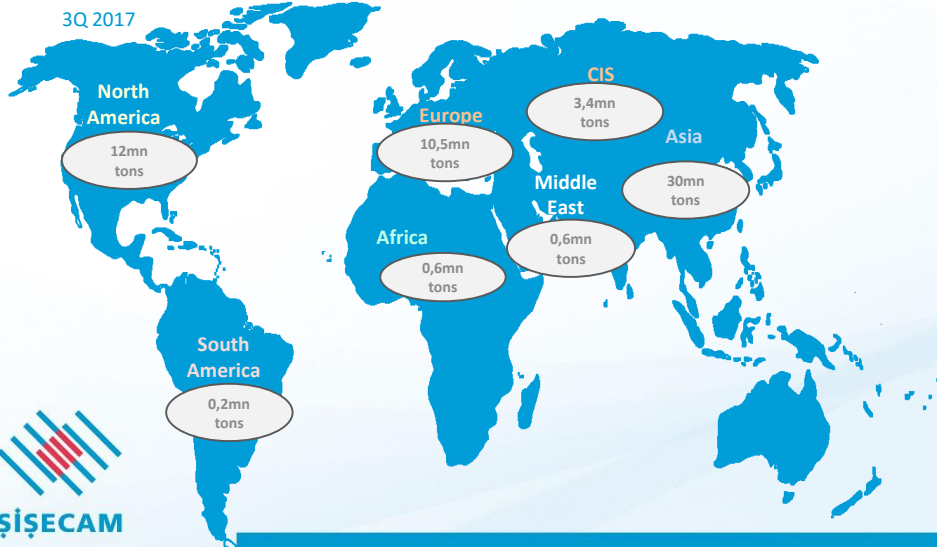 3Q 2017
North
America
12mn
tons
Europe
10,5mn
tons
CIS
3,4mn
tons
Asia
30mn
tons
Middle
East
0,6mn
tons
Africa
0,6mn
tons
South
America
0,2mn
tons
ŞİŞECAM